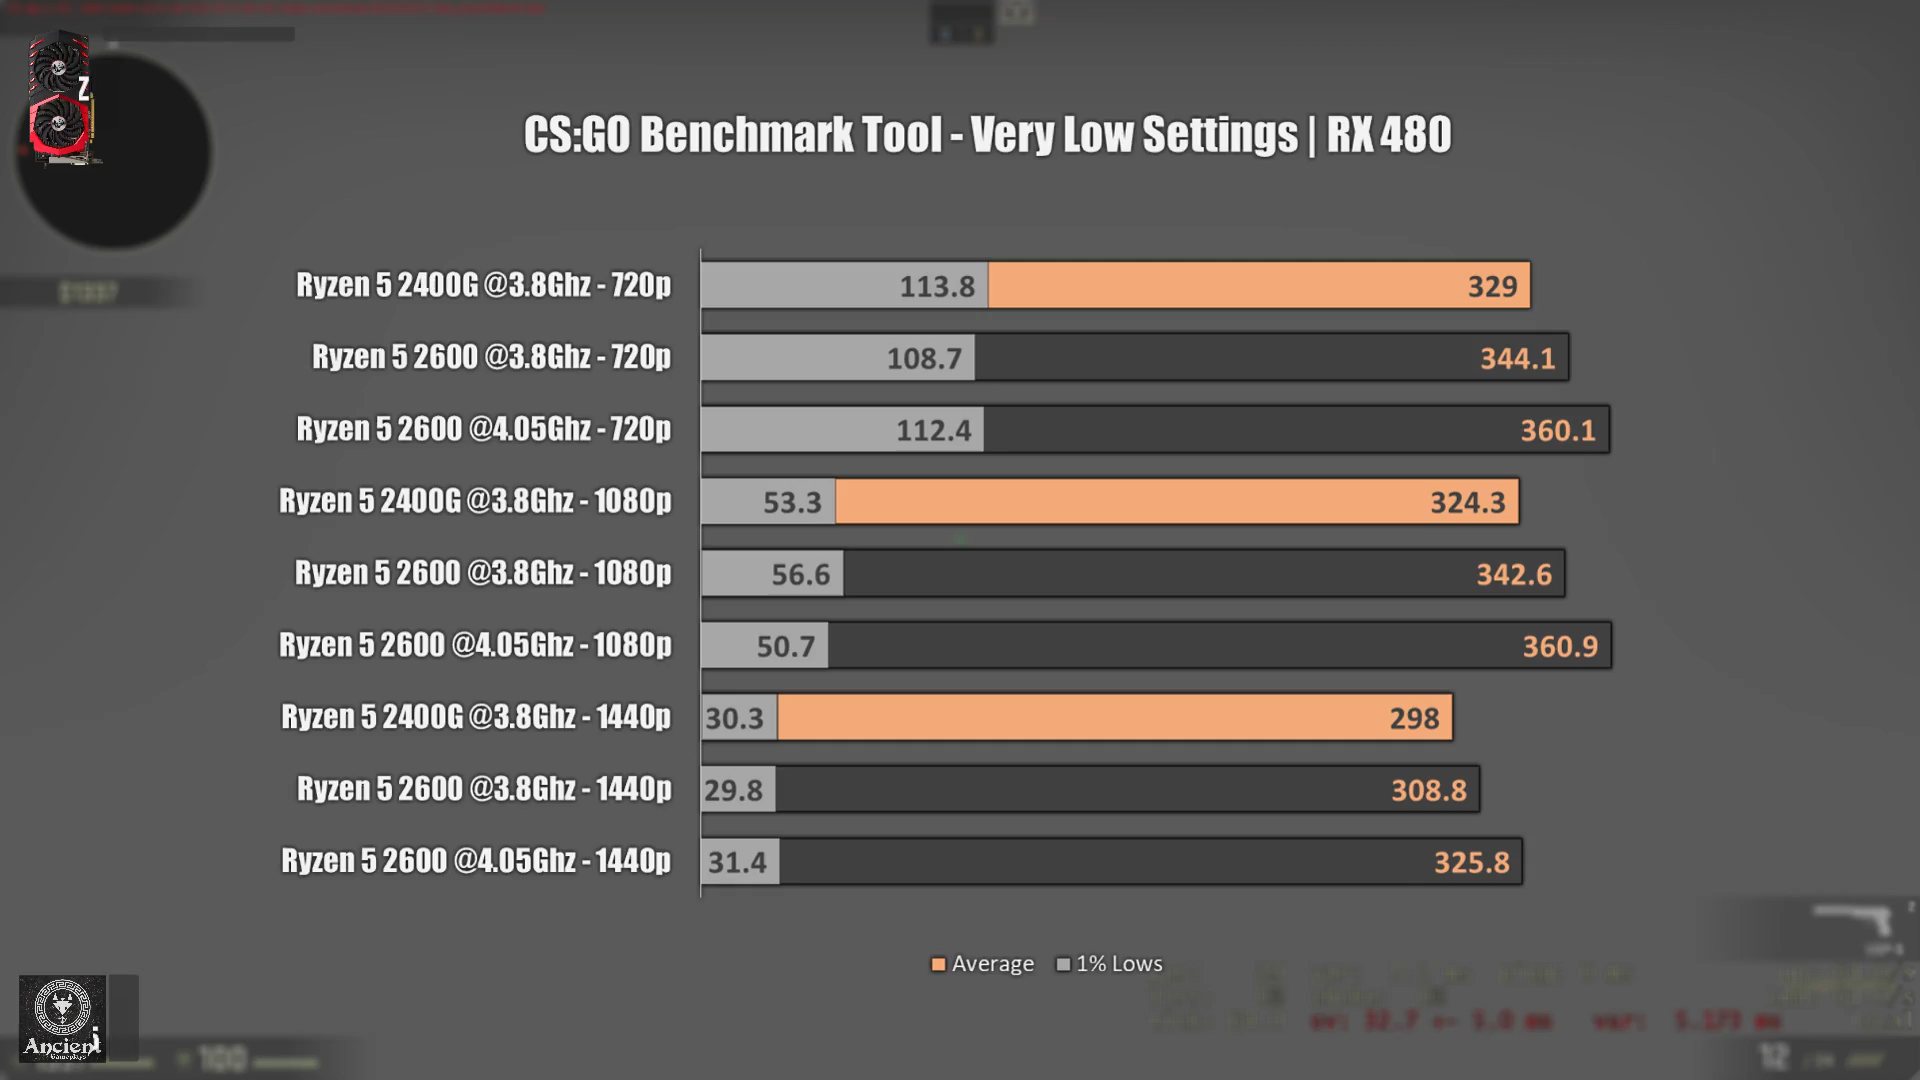 CS:GO Benchmark Tool - Very Low Settings | RX 480
Ryzen 5 2400G @3.8Ghz - 720p 113.8 329
Ryzen 5 2600 @3.8Ghz - 720p 108.7 344.1
Ryzen 5 2600 @4.05Ghz - 720p 112.4 360.1
Ryzen 5 2400G @3.8Ghz - 1080p 53.3 324.3
Ryzen 5 2600 @3.8Ghz - 1080p 56.6 342.6
Ryzen 5 2600 @4.05Ghz - 1080p 50.7 360.9
Ryzen 5 2400G @3.8Ghz - 1440p 30.3 298
Ryzen 5 2600 @3.8Ghz - 1440p 29.8 308.8
Ryzen 5 2600 @4.05Ghz - 1440p 31.4 325.8
Average 1% Lows
Ancient
Gameplays
100
12